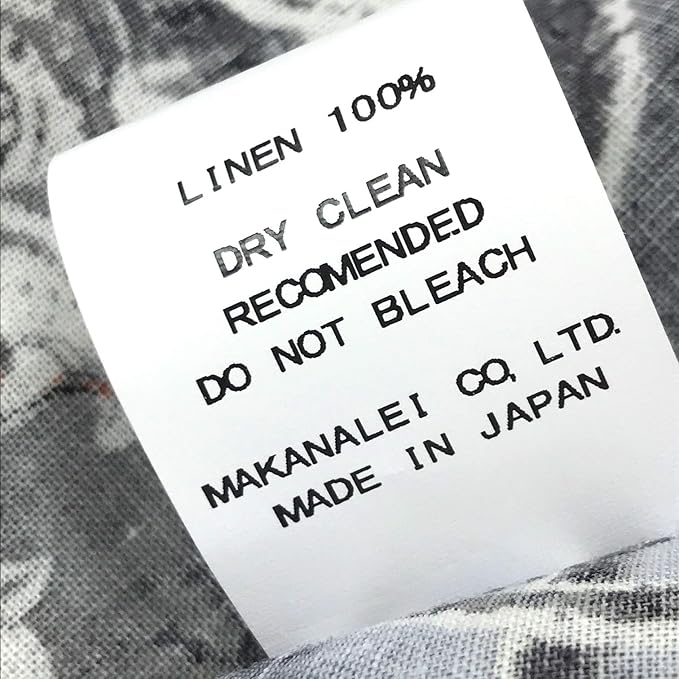 LINEN 100%
DRY CLEAN
RECOMENDED
DO NOT BLEACH
MAKANALEI CO, LTD.
MADE IN JAPAN